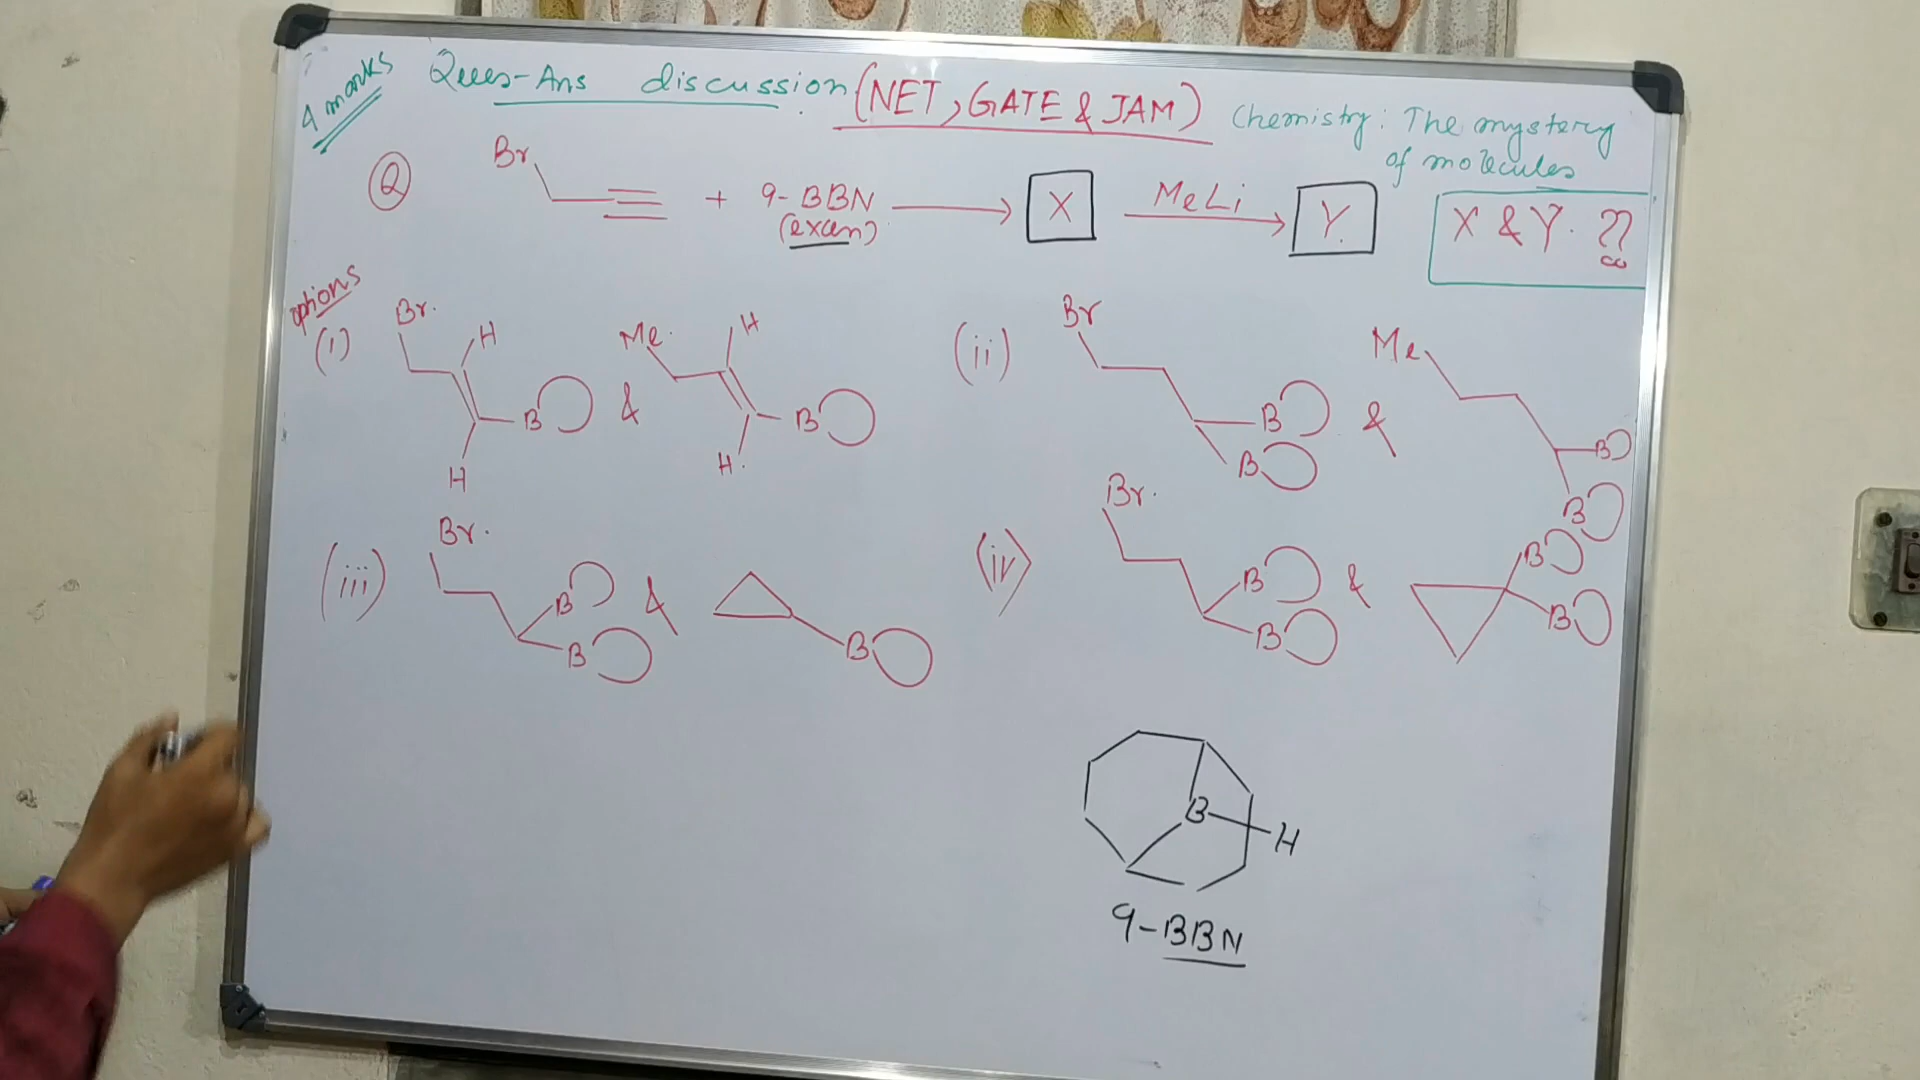 4 marks
Ques-Ans discussion (NET, GATE & JAM)
Chemistry: The mystery
of molecules
Q
Br
+ 9-BBN
(excen)
X
MeLi
Y.
X & Y. ??
options
(i)
Br.
H
H
B
&
Me.
H
H.
B
(ii)
Br
B
B
&
Me
B
B
(iii)
Br.
B
B
&
B
(iv)
Br.
B
B
&
B
B
B
H
9-BBN